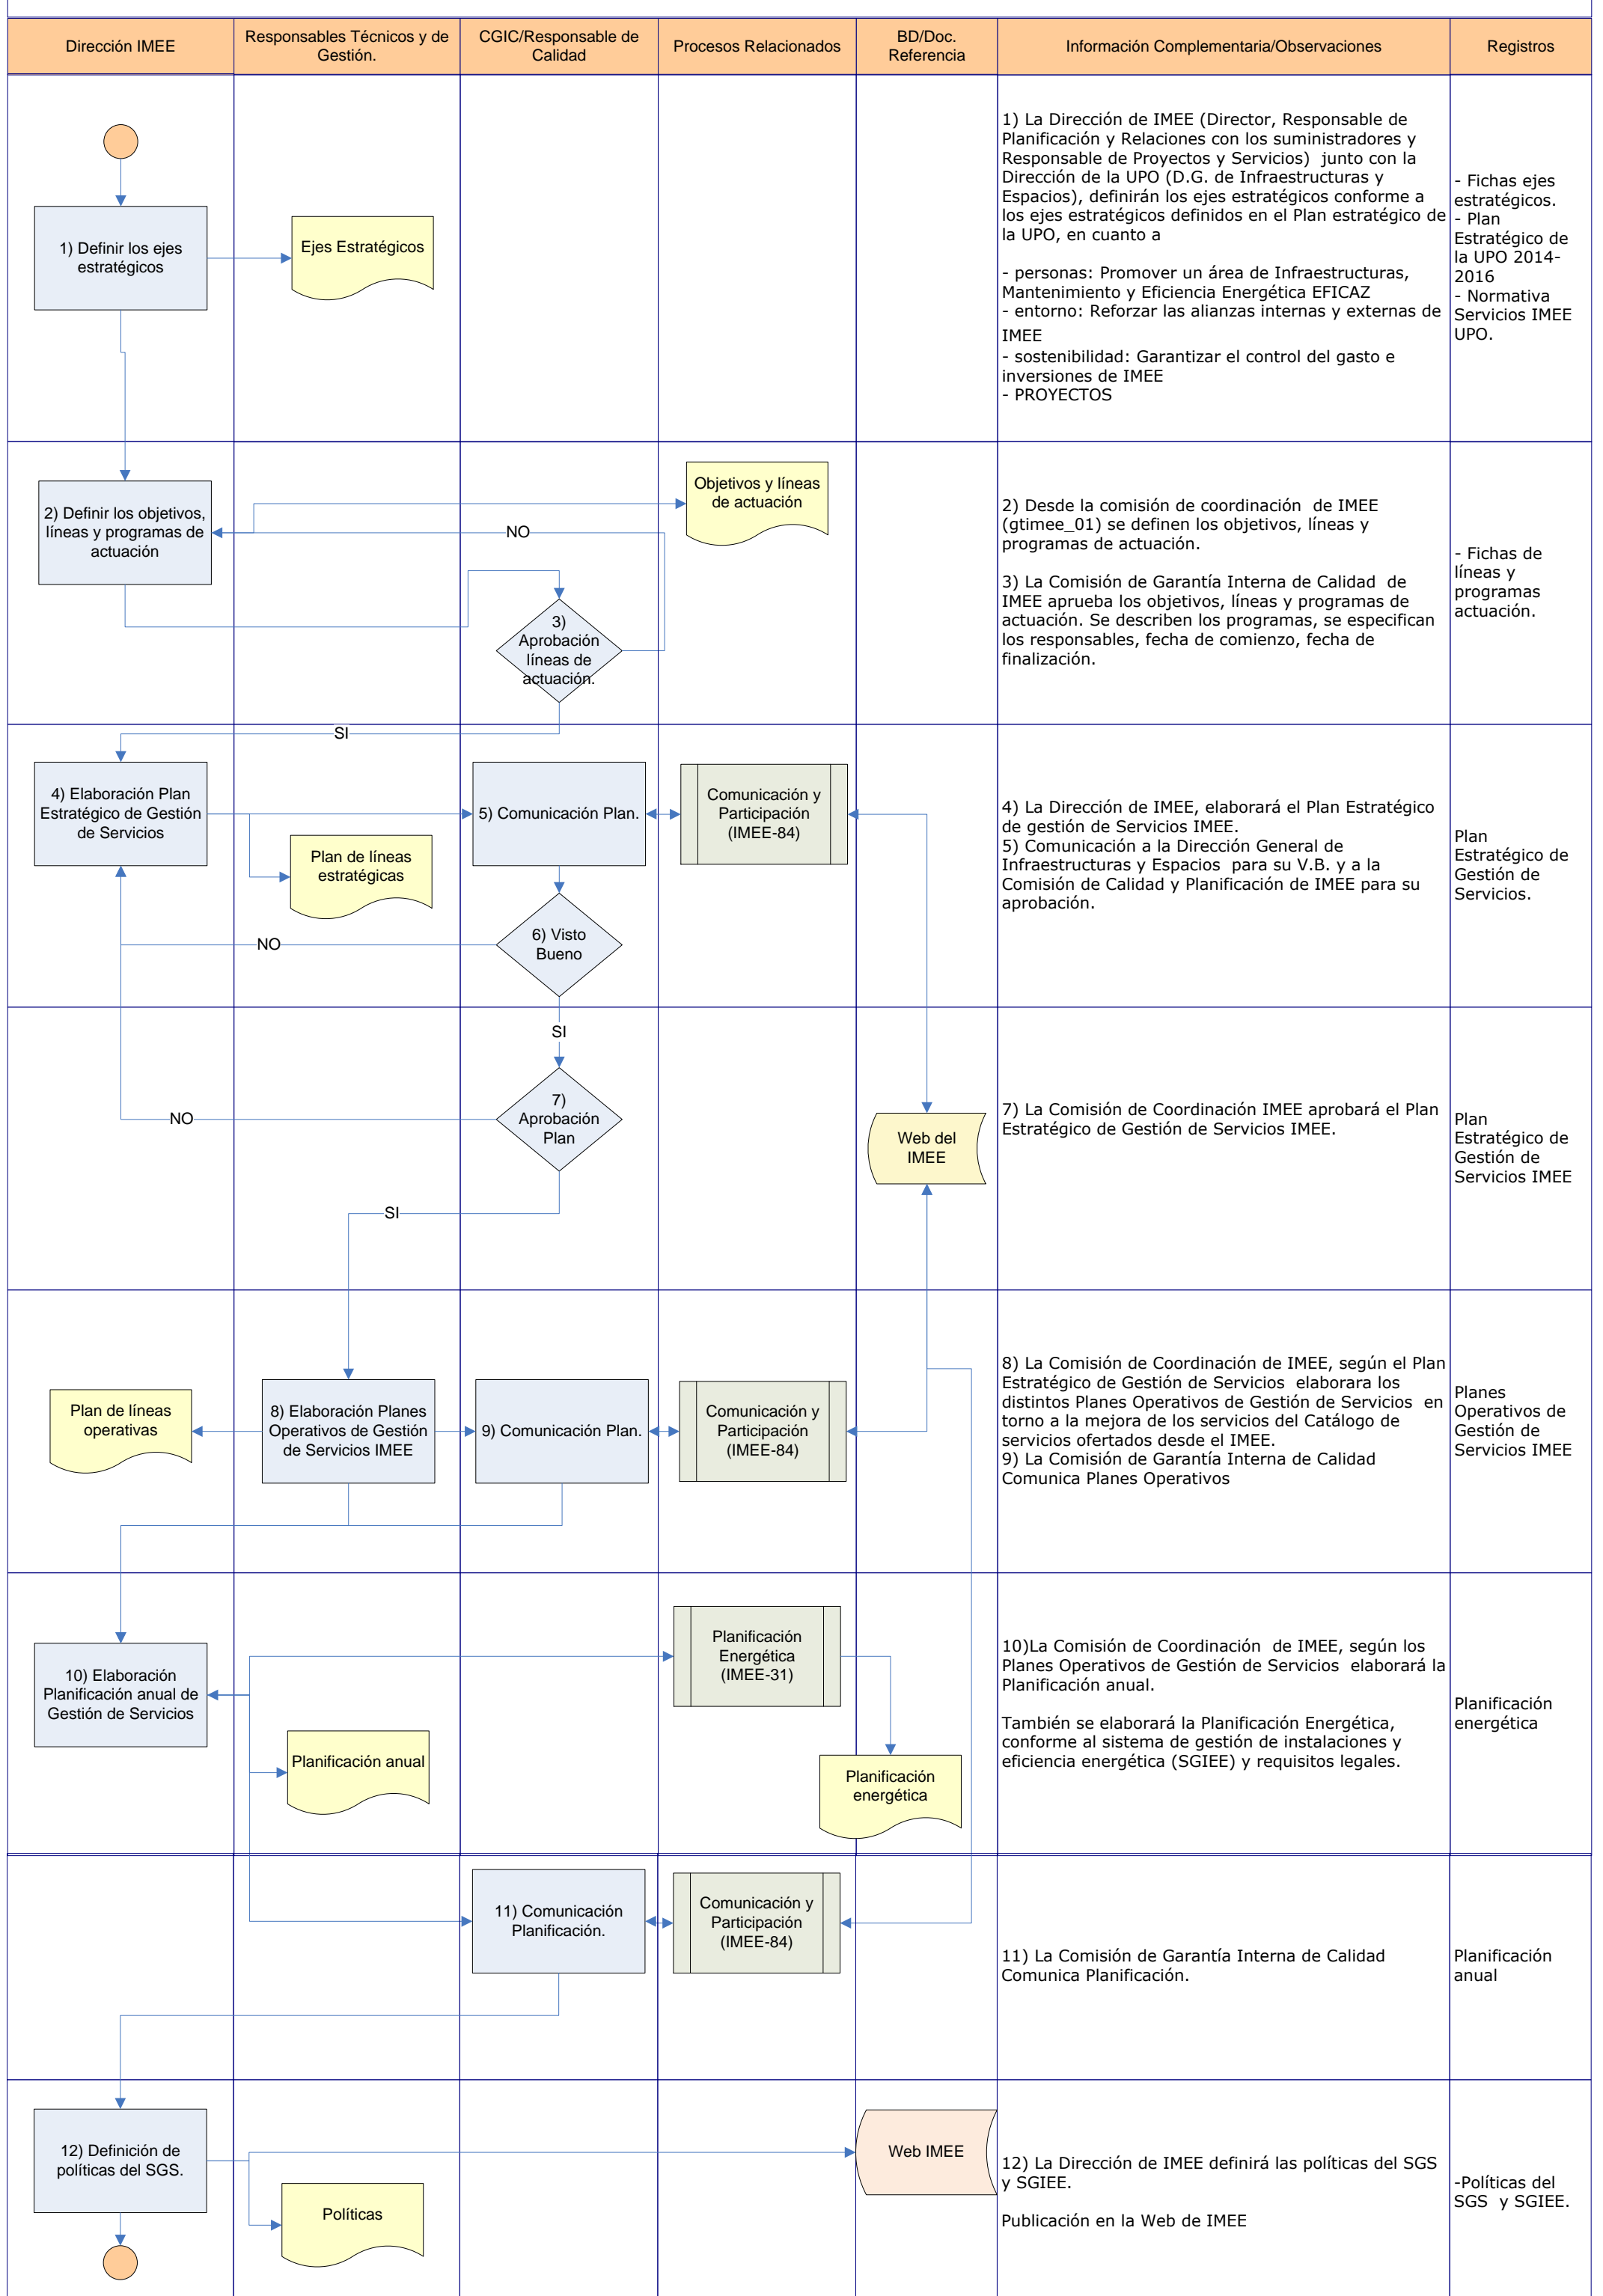 Dirección IMEE
Responsables Técnicos y de
Gestión.
CGIC/Responsable de
Calidad
Procesos Relacionados
BD/Doc.
Referencia
Información Complementaria/Observaciones
Registros
1) Definir los ejes
estratégicos
Ejes Estratégicos
1) La Dirección de IMEE (Director, Responsable de
Planificación y Relaciones con los suministradores y
Responsable de Proyectos y Servicios) junto con la
Dirección de la UPO (D.G. de Infraestructuras y
Espacios), definirán los ejes estratégicos conforme a
los ejes estratégicos definidos en el Plan estratégico de
la UPO, en cuanto a
- personas: Promover un área de Infraestructuras,
Mantenimiento y Eficiencia Energética EFICAZ
- entorno: Reforzar las alianzas internas y externas de
IMEE
- sostenibilidad: Garantizar el control del gasto e
inversiones de IMEE
- PROYECTOS
- Fichas ejes
estratégicos.
- Plan
Estratégico de
la UPO 2014-
2016
- Normativa
Servicios IMEE
UPO.
2) Definir los objetivos,
líneas y programas de
actuación
Objetivos y líneas
de actuación
NO
3)
Aprobación
líneas de
actuación.
2) Desde la comisión de coordinación de IMEE
(gtimee_01) se definen los objetivos, líneas y
programas de actuación.
3) La Comisión de Garantía Interna de Calidad de
IMEE aprueba los objetivos, líneas y programas de
actuación. Se describen los programas, se especifican
los responsables, fecha de comienzo, fecha de
finalización.
- Fichas de
líneas y
programas
actuación.
SI
4) Elaboración Plan
Estratégico de Gestión
de Servicios
Plan de líneas
estratégicas
5) Comunicación Plan.
Comunicación y
Participación
(IMEE-84)
6) Visto
Bueno
NO
4) La Dirección de IMEE, elaborará el Plan Estratégico
de gestión de Servicios IMEE.
5) Comunicación a la Dirección General de
Infraestructuras y Espacios para su V.B. y a la
Comisión de Calidad y Planificación de IMEE para su
aprobación.
Plan
Estratégico de
Gestión de
Servicios.
SI
7)
Aprobación
Plan
NO
Web del
IMEE
SI
7) La Comisión de Coordinación IMEE aprobará el Plan
Estratégico de Gestión de Servicios IMEE.
Plan
Estratégico de
Gestión de
Servicios IMEE
Plan de líneas
operativas
8) Elaboración Planes
Operativos de Gestión
de Servicios IMEE
9) Comunicación Plan.
Comunicación y
Participación
(IMEE-84)
8) La Comisión de Coordinación de IMEE, según el Plan
Estratégico de Gestión de Servicios elaborara los
distintos Planes Operativos de Gestión de Servicios en
torno a la mejora de los servicios del Catálogo de
servicios ofertados desde el IMEE.
9) La Comisión de Garantía Interna de Calidad
Comunica Planes Operativos
Planes
Operativos de
Gestión de
Servicios IMEE
10) Elaboración
Planificación anual de
Gestión de Servicios
Planificación anual
Planificación
Energética
(IMEE-31)
Planificación
energética
10)La Comisión de Coordinación de IMEE, según los
Planes Operativos de Gestión de Servicios elaborará la
Planificación anual.
También se elaborará la Planificación Energética,
conforme al sistema de gestión de instalaciones y
eficiencia energética (SGIEE) y requisitos legales.
Planificación
energética
11) Comunicación
Planificación.
Comunicación y
Participación
(IMEE-84)
11) La Comisión de Garantía Interna de Calidad
Comunica Planificación.
Planificación
anual
12) Definición de
políticas del SGS.
Políticas
Web IMEE
12) La Dirección de IMEE definirá las políticas del SGS
y SGIEE.
Publicación en la Web de IMEE
-Políticas del
SGS y SGIEE.